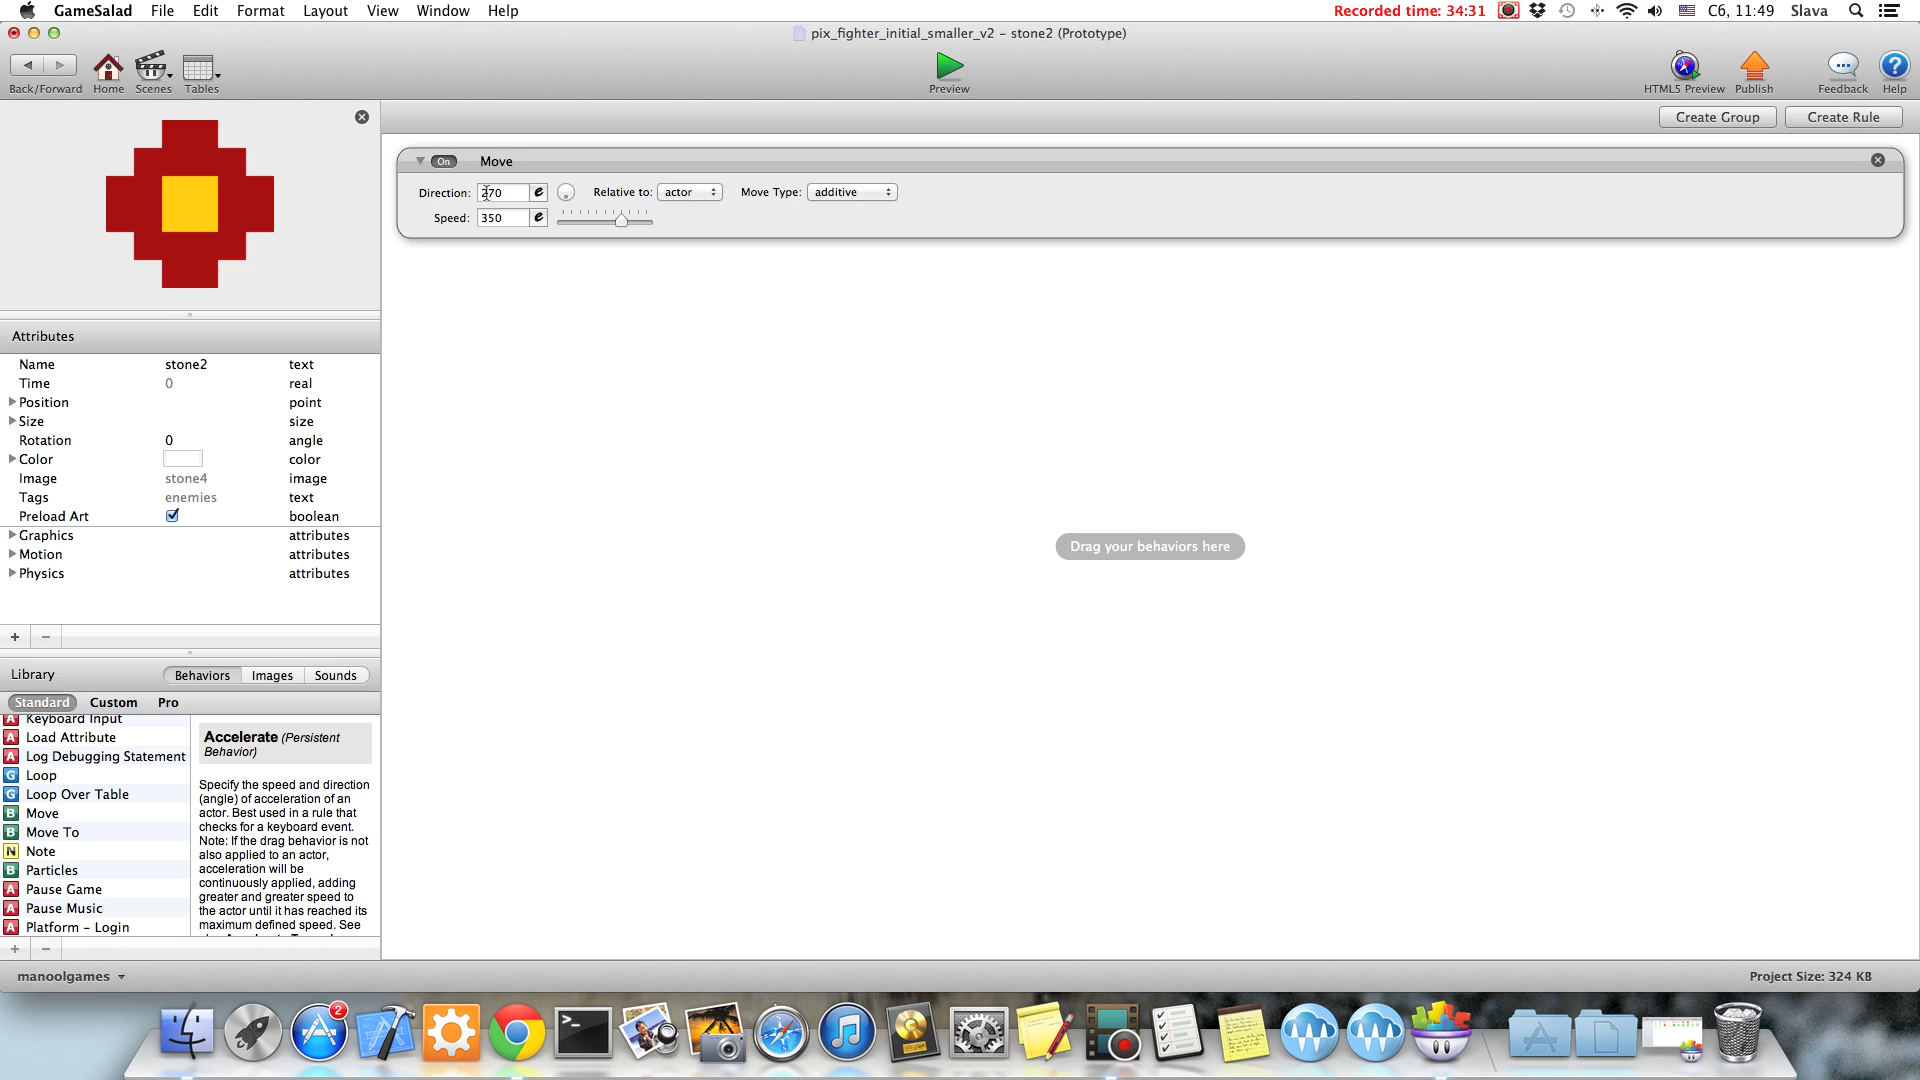 GameSalad File Edit Format Layout View Window Help Recorded time: 34:31 C6, 11:49 Slava
pix_fighter_initial_smaller_v2 – stone2 (Prototype)
Back/Forward Home Scenes Tables Preview HTML5 Preview Publish Feedback Help
Create Group Create Rule
On Move
Direction: 270 e Relative to: actor Move Type: additive
Speed: 350 e
Attributes
Name stone2 text
Time 0 real
Position point
Size size
Rotation 0 angle
Color color
Image stone4 image
Tags enemies text
Preload Art boolean
Graphics attributes
Motion attributes
Physics attributes
Drag your behaviors here
Library Behaviors Images Sounds
Standard Custom Pro
A Keyboard Input
A Load Attribute
A Log Debugging Statement
G Loop
G Loop Over Table
B Move
B Move To
N Note
B Particles
A Pause Game
A Pause Music
A Platform – Login
Accelerate (Persistent
Behavior)
Specify the speed and direction
(angle) of acceleration of an
actor. Best used in a rule that
checks for a keyboard event.
Note: If the drag behavior is not
also applied to an actor,
acceleration will be
continuously applied, adding
greater and greater speed to
the actor until it has reached its
maximum defined speed. See
manoolgames Project Size: 324 KB
2